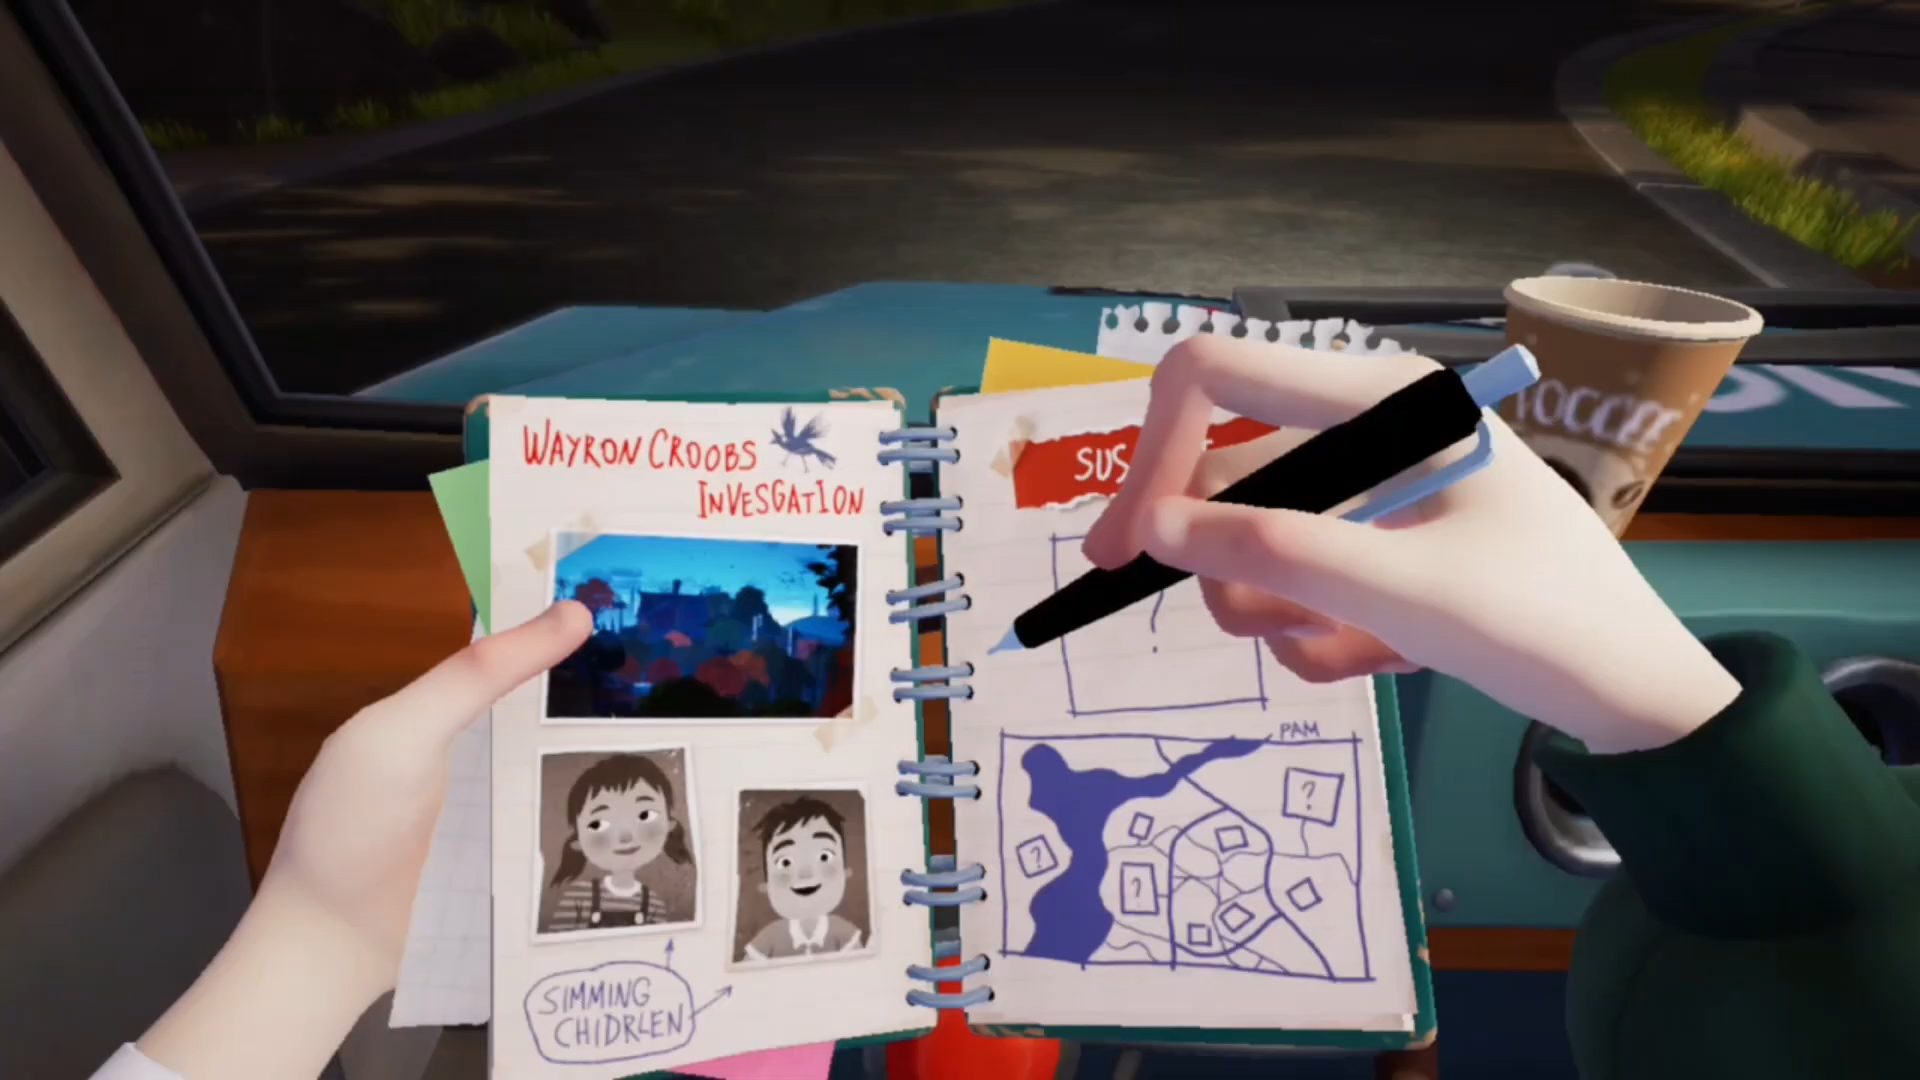 WAYRON CROOBS
INVESGATION
SUS
?
PAM
?
?
?
SIMMING
CHIDRLEN